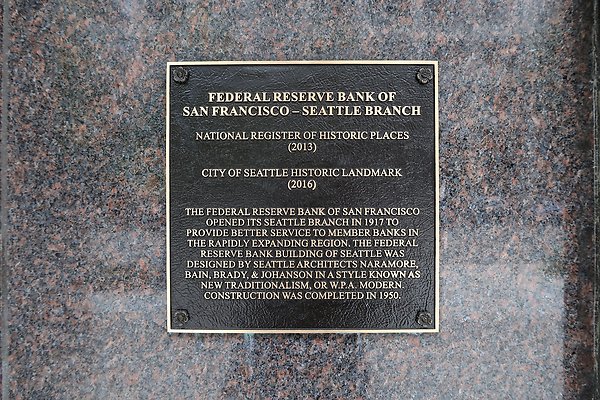 FEDERAL RESERVE BANK OF
SAN FRANCISCO – SEATTLE BRANCH
NATIONAL REGISTER OF HISTORIC PLACES
(2013)
CITY OF SEATTLE HISTORIC LANDMARK
(2016)
THE FEDERAL RESERVE BANK OF SAN FRANCISCO
OPENED ITS SEATTLE BRANCH IN 1917 TO
PROVIDE BETTER SERVICE TO MEMBER BANKS IN
THE RAPIDLY EXPANDING REGION. THE FEDERAL
RESERVE BANK BUILDING OF SEATTLE WAS
DESIGNED BY SEATTLE ARCHITECTS NARAMORE,
BAIN, BRADY, & JOHANSON IN A STYLE KNOWN AS
NEW TRADITIONALISM, OR W.P.A. MODERN.
CONSTRUCTION WAS COMPLETED IN 1950.